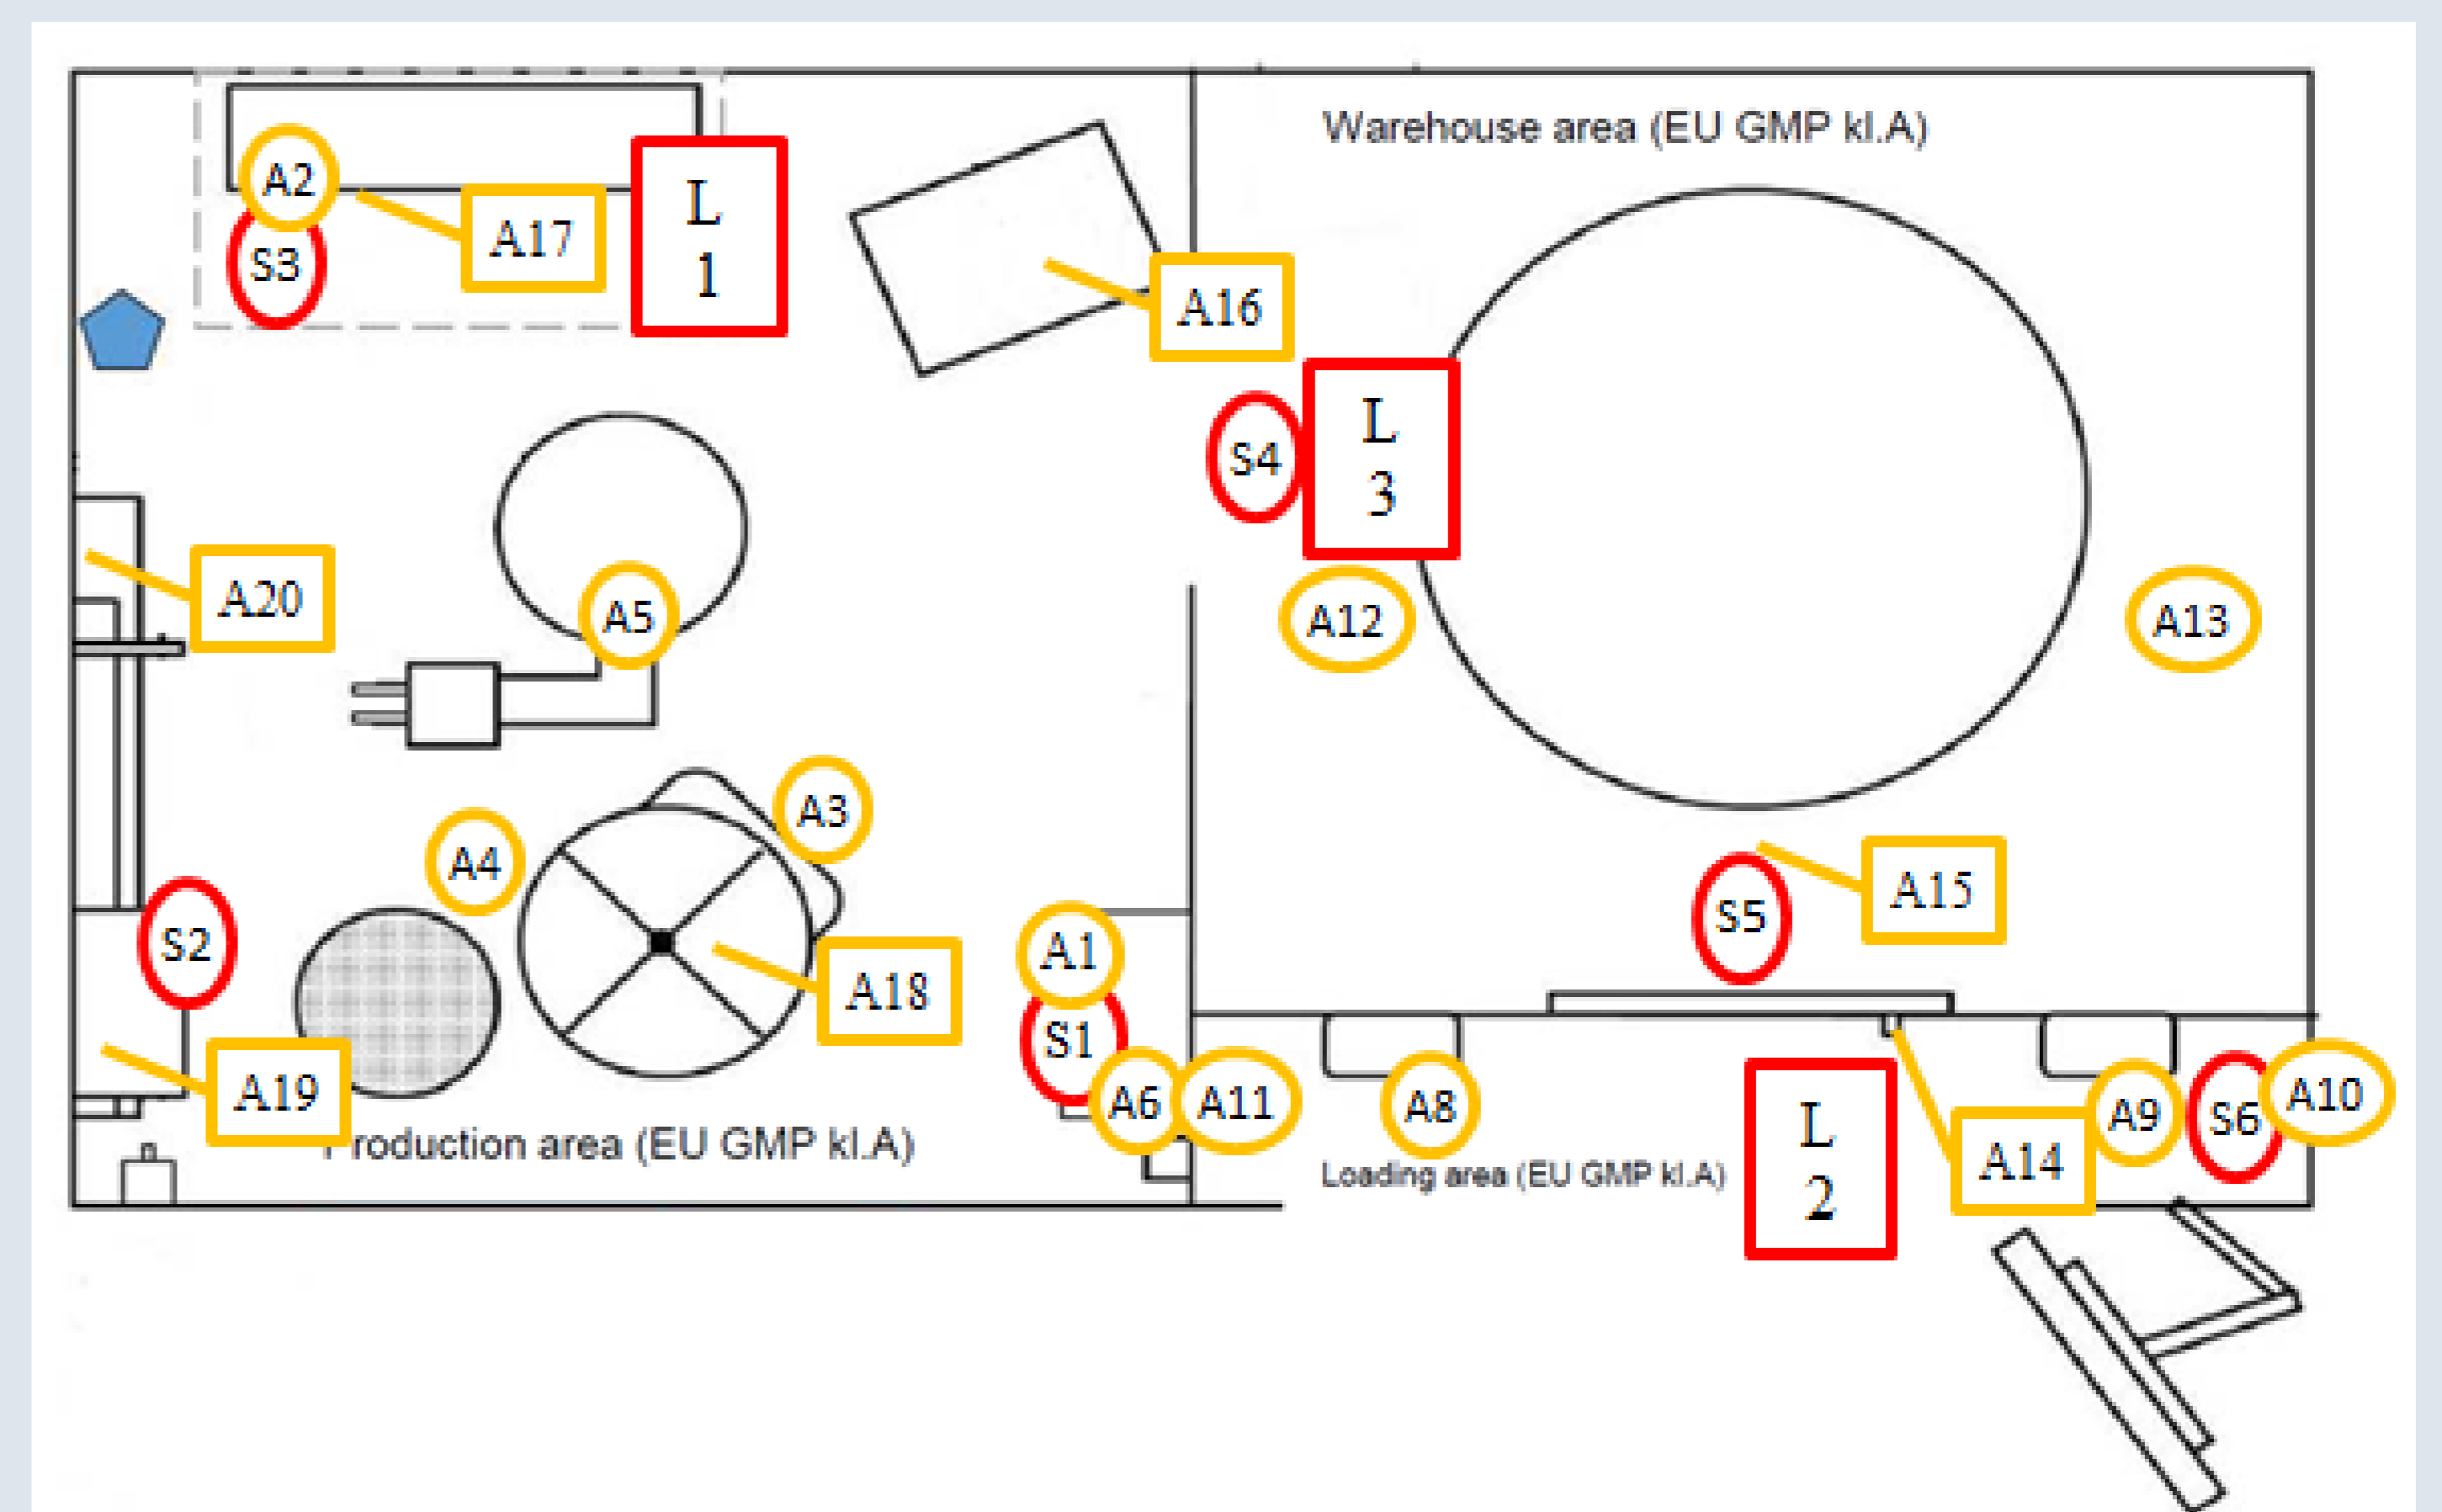 Warehouse area (EU GMP kl.A)
A2
S3
A17
L
1
A16
S4
L
3
A20
A5
A12
A13
A3
A4
S2
A18
A19
A1
S1
A6
A11
A15
S5
A8
L
2
A14
A9
S6
A10
roduction area (EU GMP kl.A)
Loading area (EU GMP kl.A)